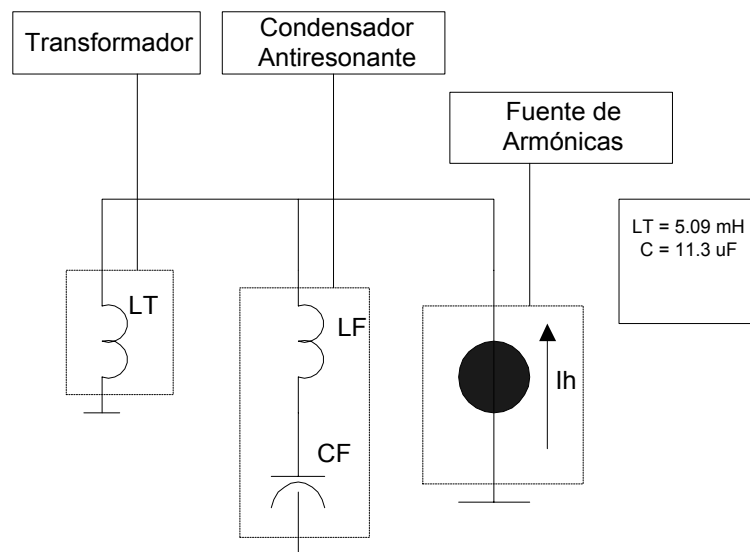 Transformador
Condensador
Antiresonante
Fuente de
Armónicas
LT = 5.09 mH
C = 11.3 uF
LT
LF
Ih
CF